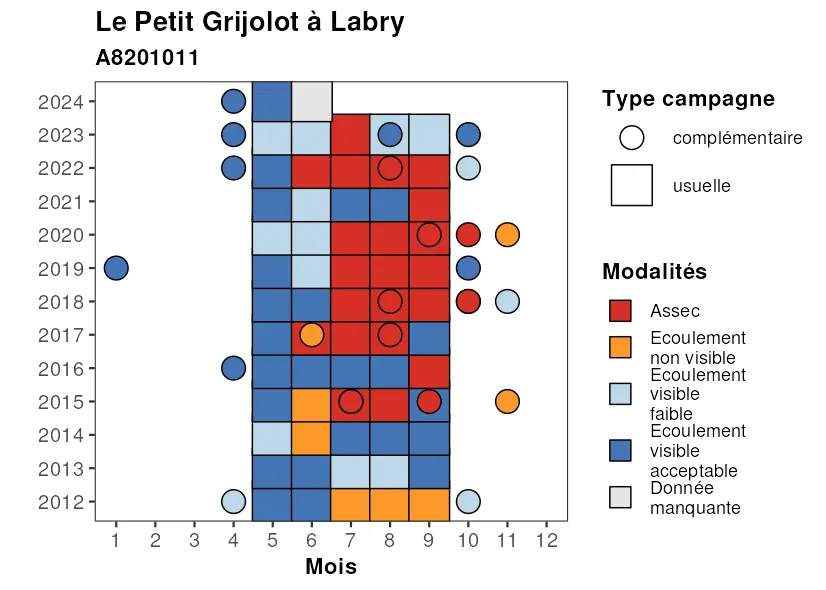 Le Petit Grijolot à Labry
A8201011
2024
2023
2022
2021
2020
2019
2018
2017
2016
2015
2014
2013
2012
1 2 3 4 5 6 7 8 9 10 11 12
Mois
Type campagne
complémentaire
usuelle
Modalités
Assec
Ecoulement
non visible
Ecoulement
visible
faible
Ecoulement
visible
acceptable
Donnée
manquante